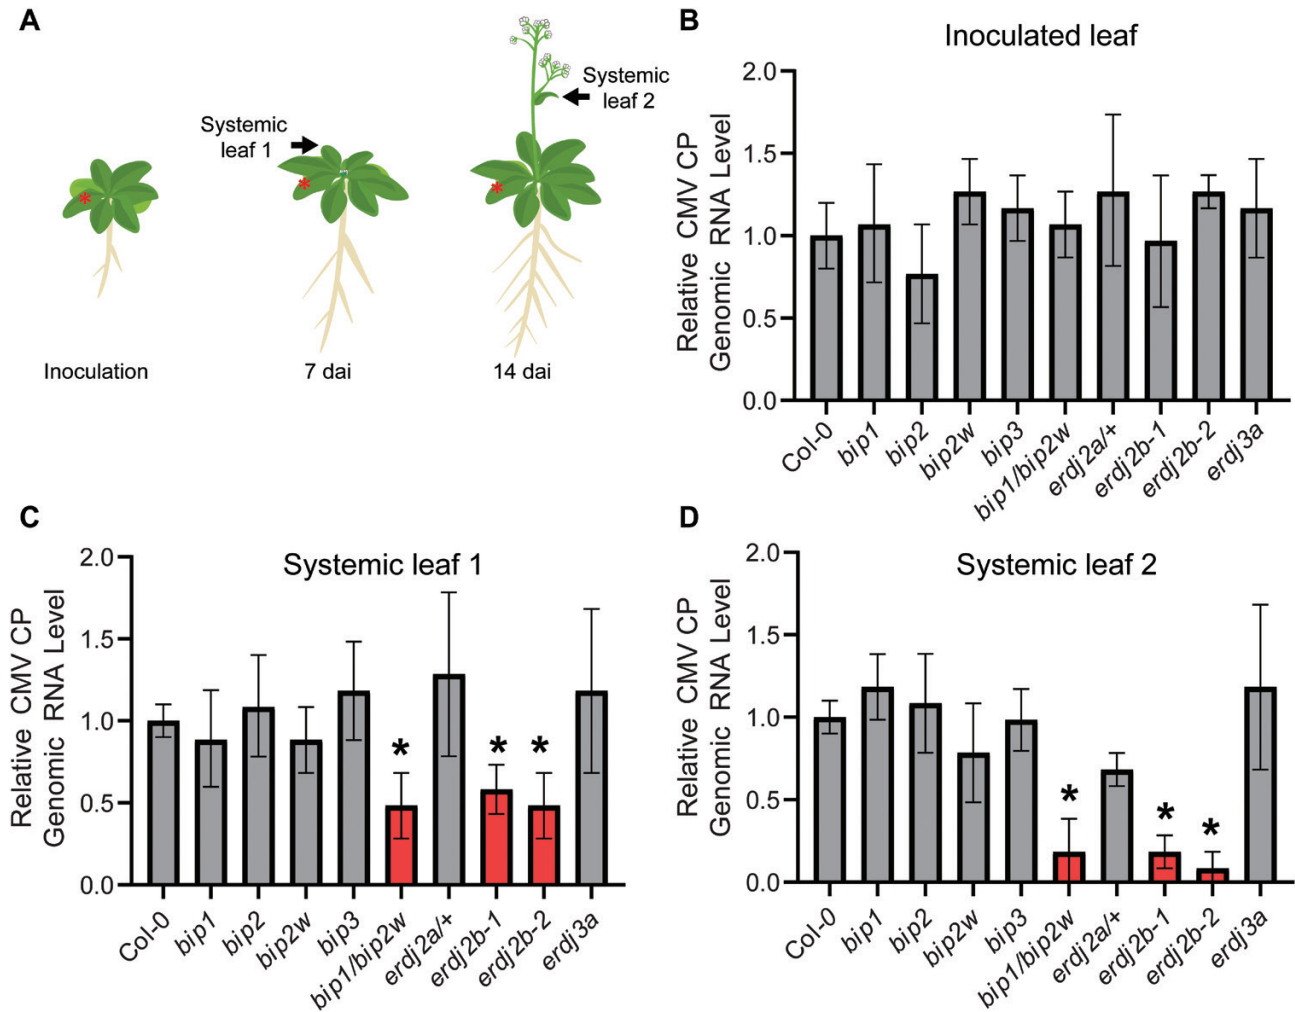 A
Systemic
leaf 1
Systemic
leaf 2
*
*
*
Inoculation
7 dai
14 dai
B
Inoculated leaf
Relative CMV CP
Genomic RNA Level
2.0
1.5
1.0
0.5
0.0
Col-0
bip1
bip2
bip2w
bip3
bip1/bip2w
erdj2a/+
erdj2b-1
erdj2b-2
erdj3a
C
Systemic leaf 1
Relative CMV CP
Genomic RNA Level
2.0
1.5
1.0
0.5
0.0
*
*
*
Col-0
bip1
bip2
bip2w
bip3
bip1/bip2w
erdj2a/+
erdj2b-1
erdj2b-2
erdj3a
D
Systemic leaf 2
Relative CMV CP
Genomic RNA Level
2.0
1.5
1.0
0.5
0.0
*
*
*
Col-0
bip1
bip2
bip2w
bip3
bip1/bip2w
erdj2a/+
erdj2b-1
erdj2b-2
erdj3a